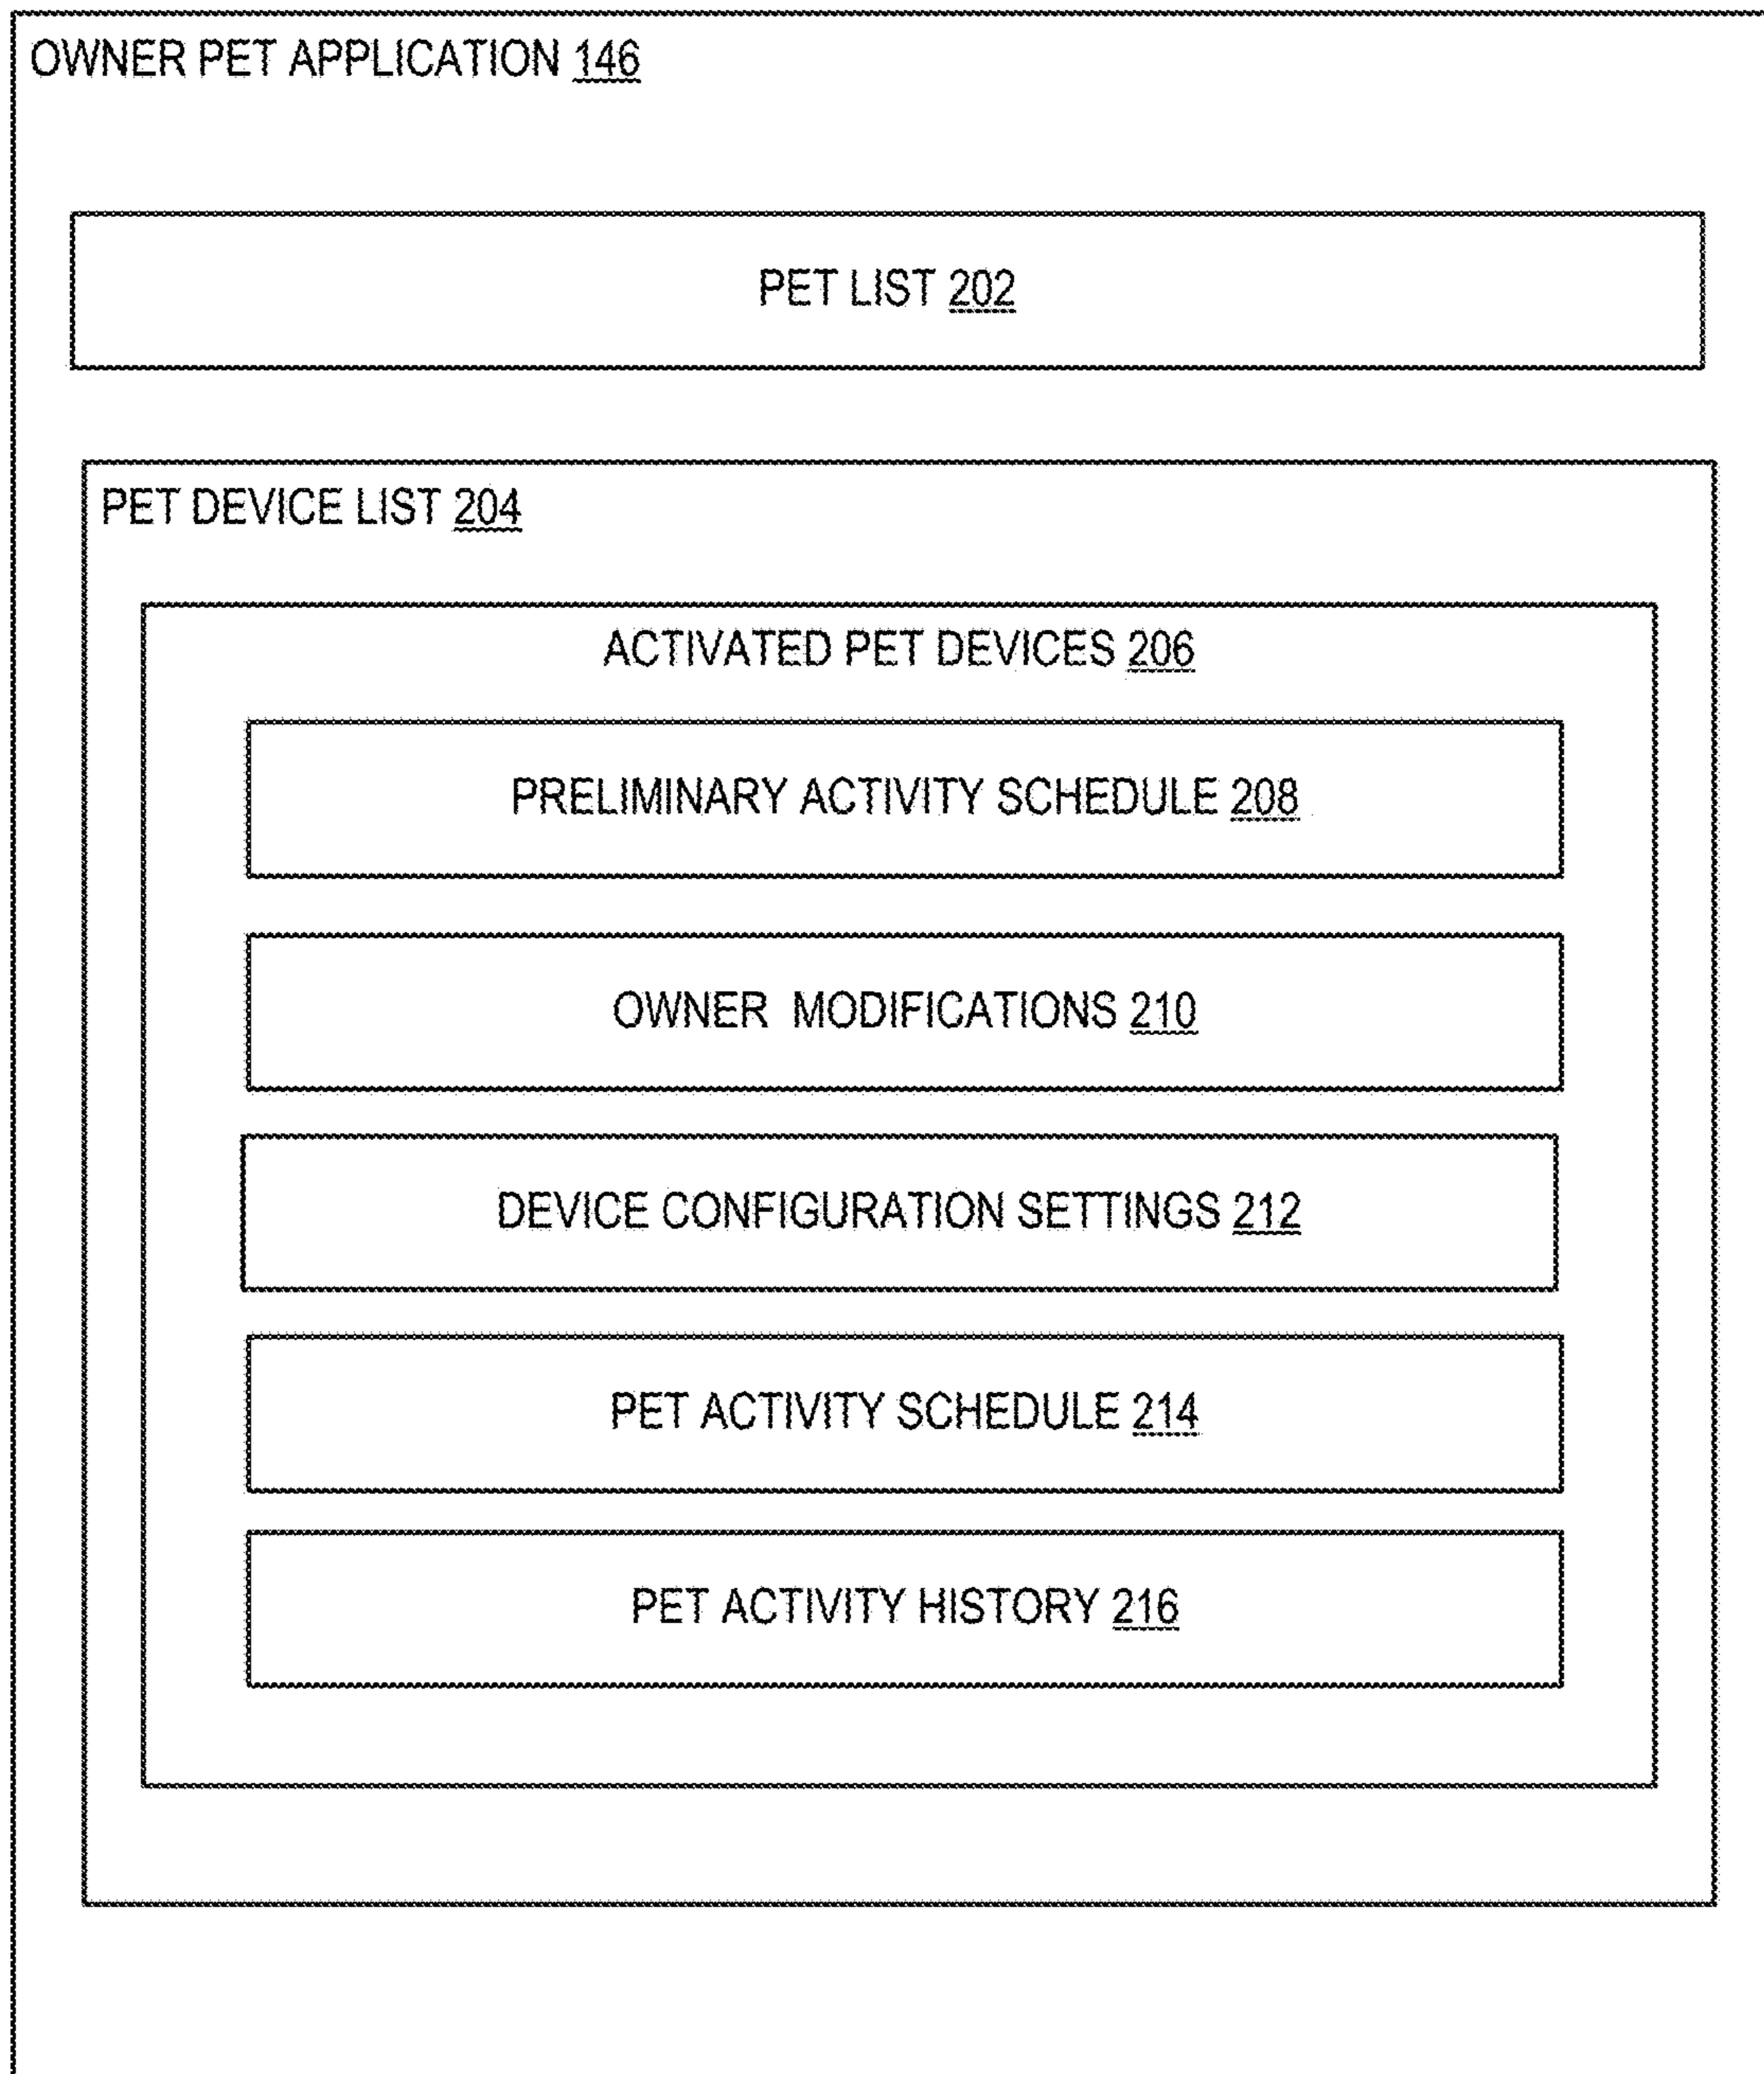 OWNER PET APPLICATION 146
PET LIST 202
PET DEVICE LIST 204
ACTIVATED PET DEVICES 206
PRELIMINARY ACTIVITY SCHEDULE 208
OWNER MODIFICATIONS 210
DEVICE CONFIGURATION SETTINGS 212
PET ACTIVITY SCHEDULE 214
PET ACTIVITY HISTORY 216